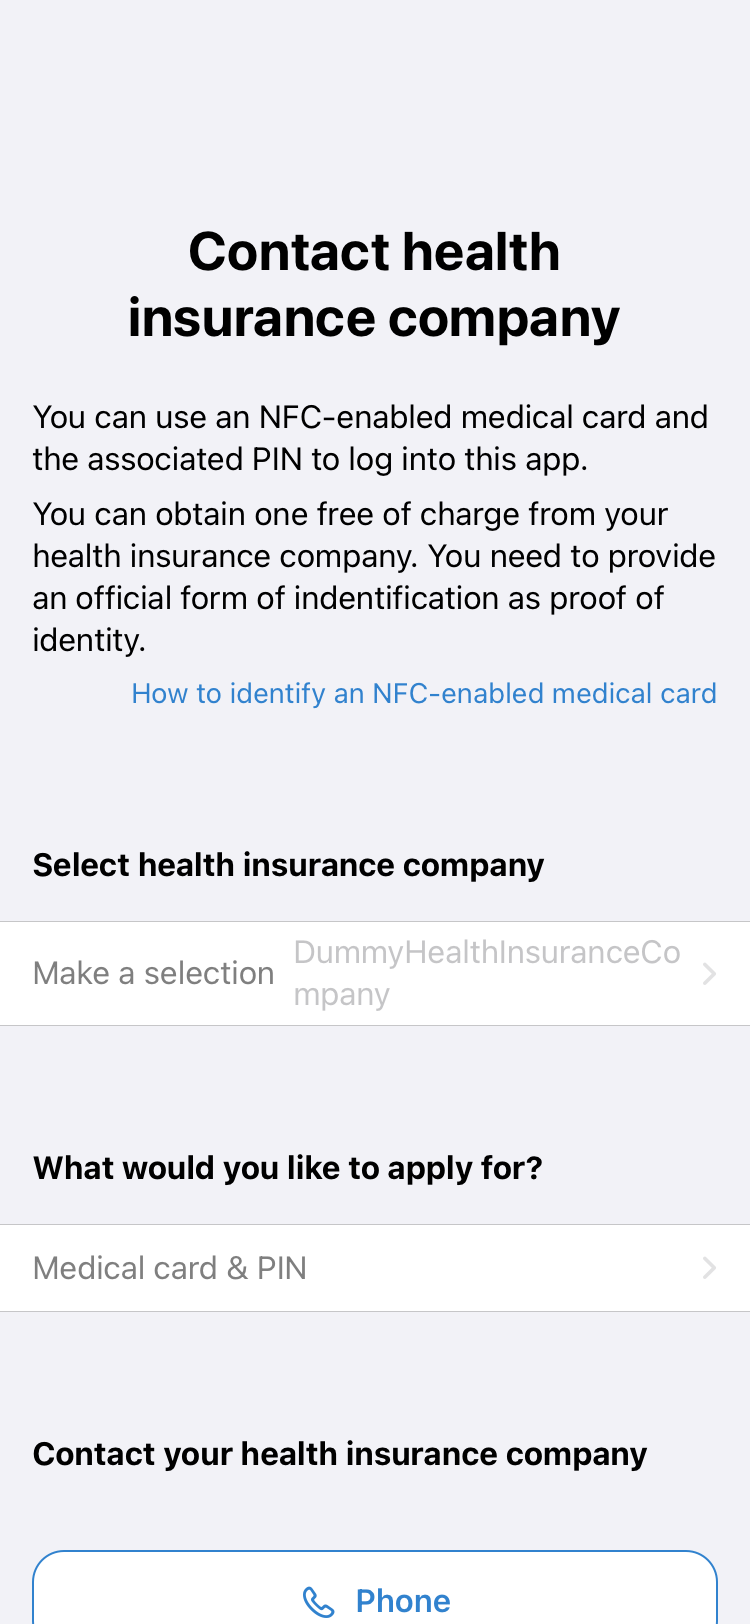 Contact health
insurance company
You can use an NFC-enabled medical card and
the associated PIN to log into this app.
You can obtain one free of charge from your
health insurance company. You need to provide
an official form of indentification as proof of
identity.
How to identify an NFC-enabled medical card
Select health insurance company
Make a selection
DummyHealthInsuranceCo
mpany
What would you like to apply for?
Medical card & PIN
Contact your health insurance company
Phone